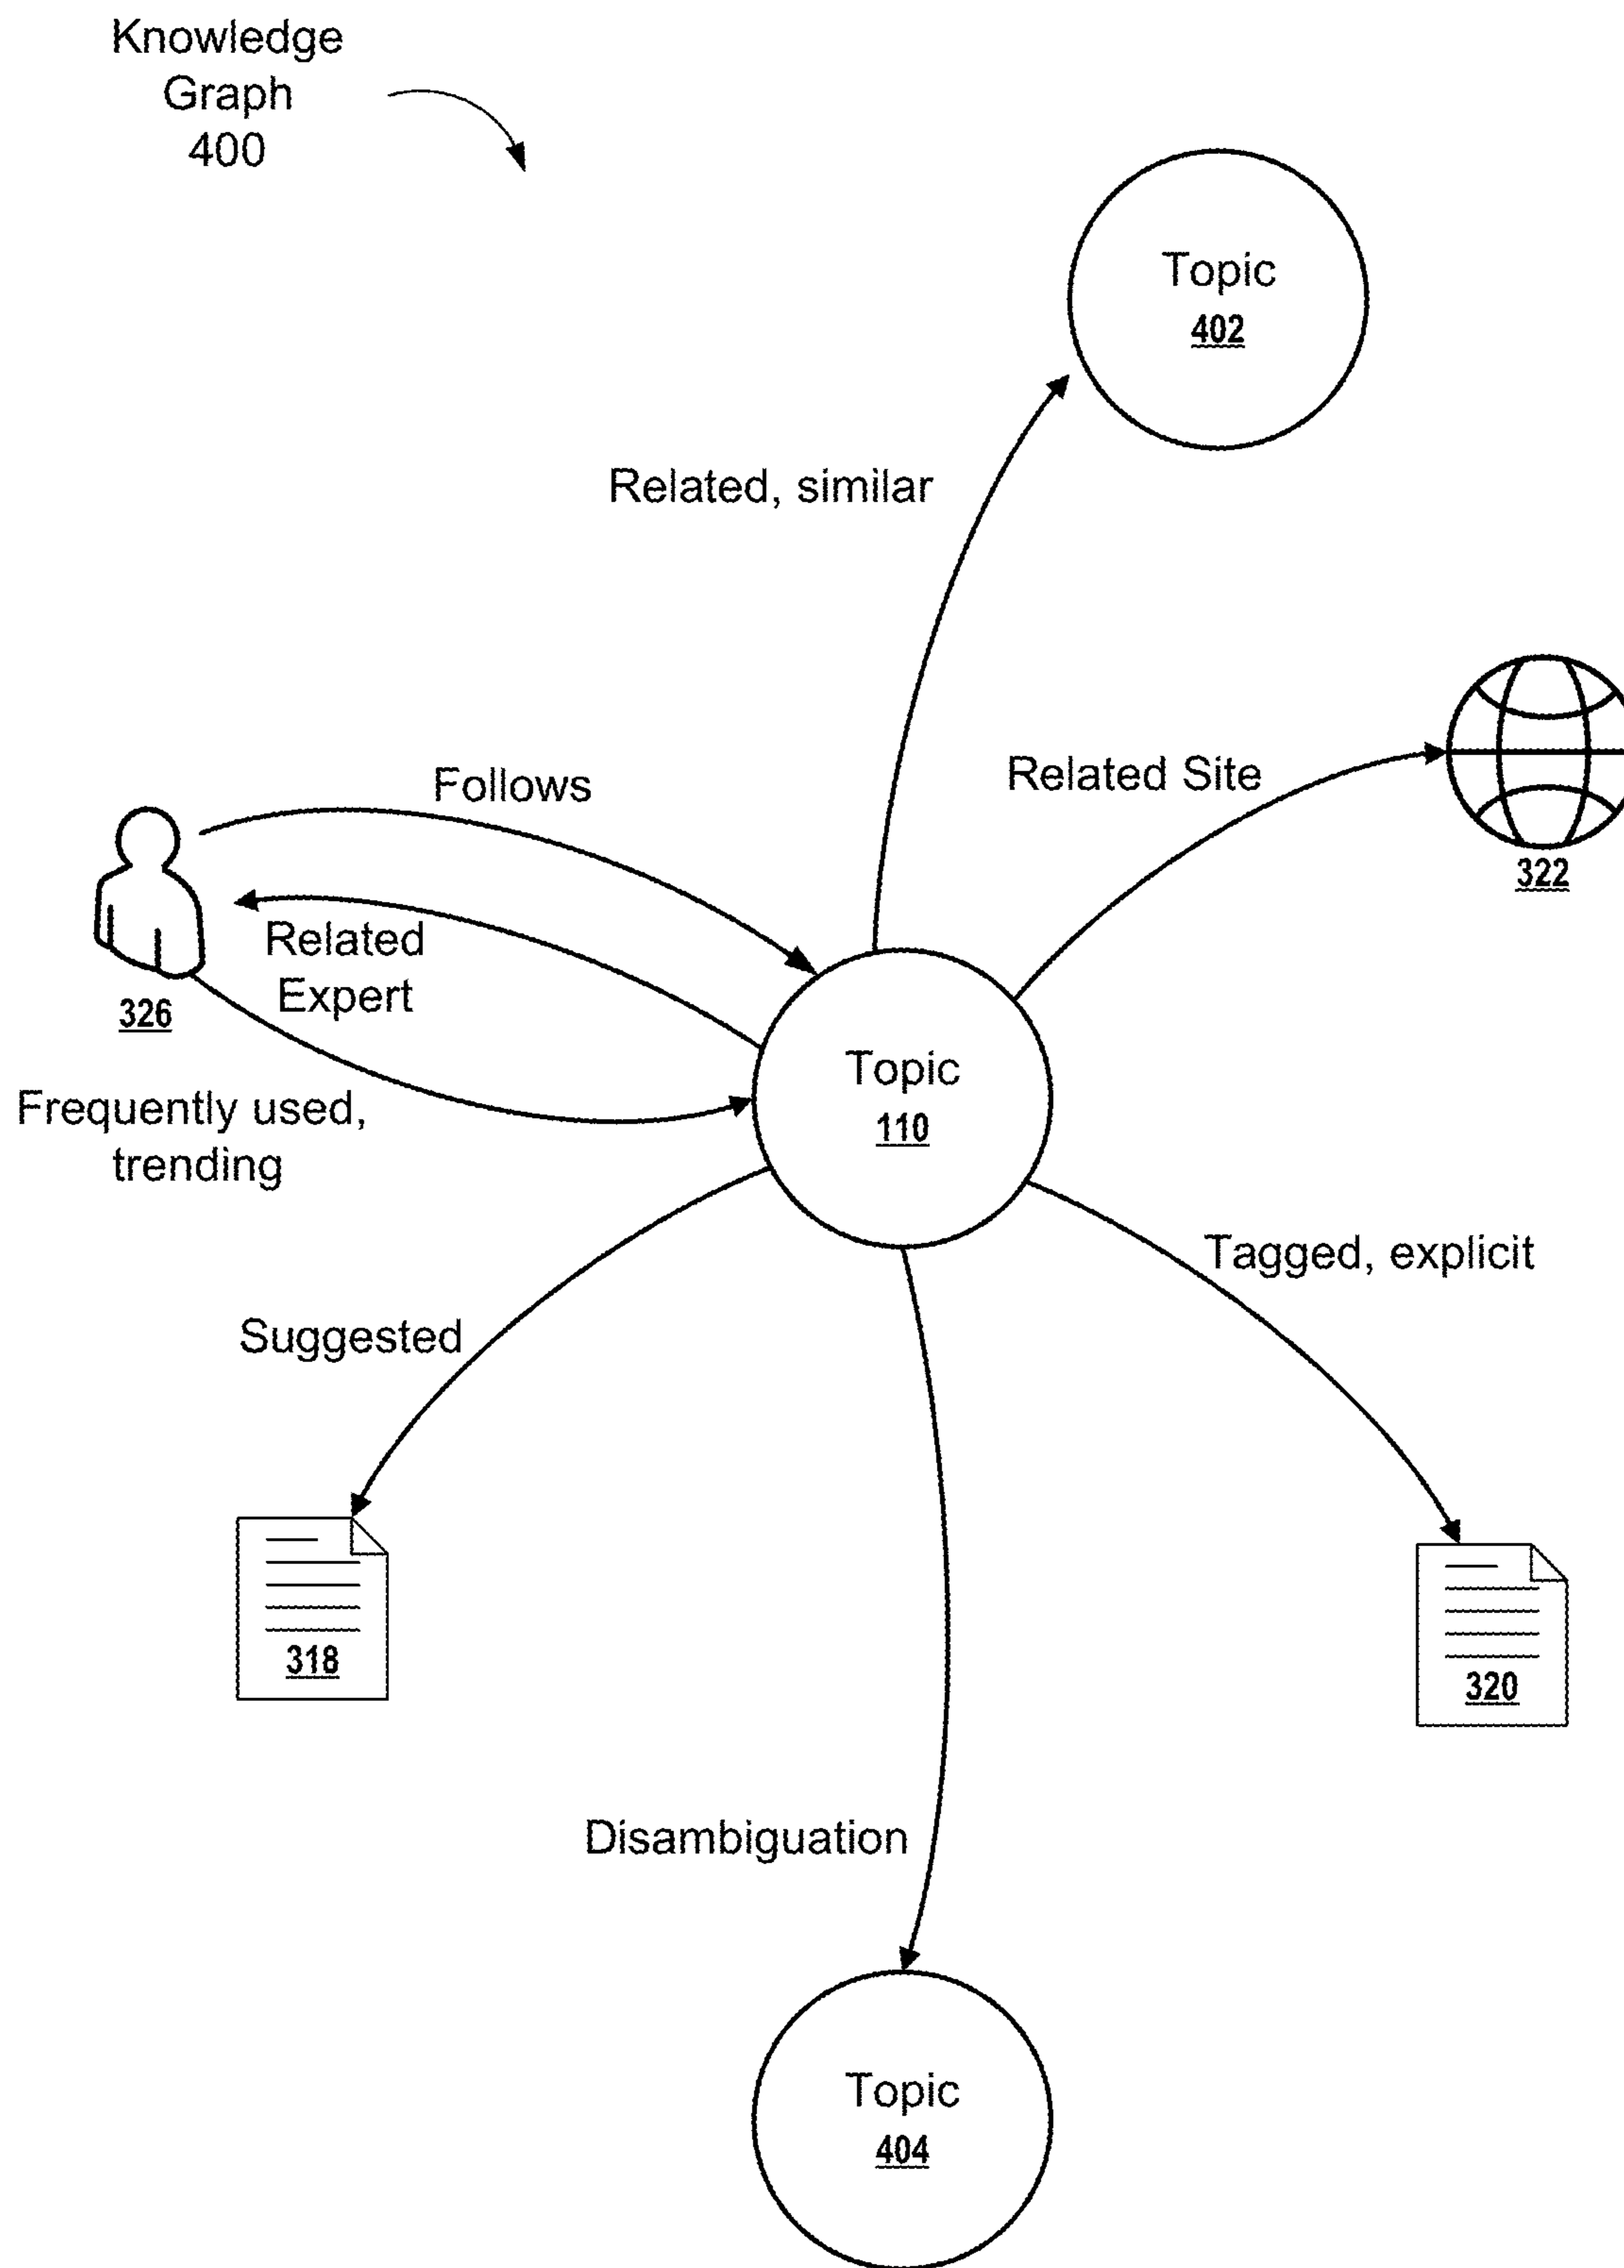 Knowledge
Graph
400
Topic
402
Related, similar
Related Site
322
Follows
Related
Expert
326
Topic
110
Frequently used,
trending
Tagged, explicit
Suggested
318
320
Disambiguation
Topic
404